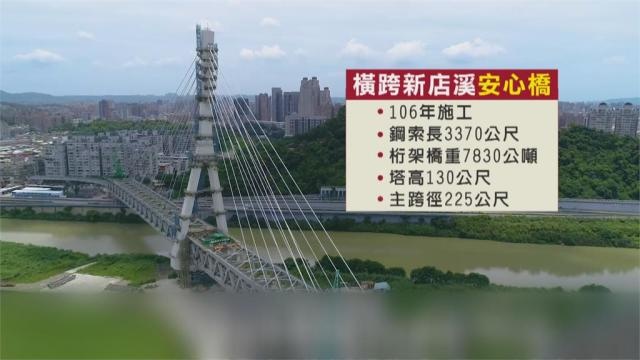 橫跨新店溪安心橋
•106年施工
•鋼索長3370公尺
•桁架橋重7830公噸
•塔高130公尺
•主跨徑225公尺